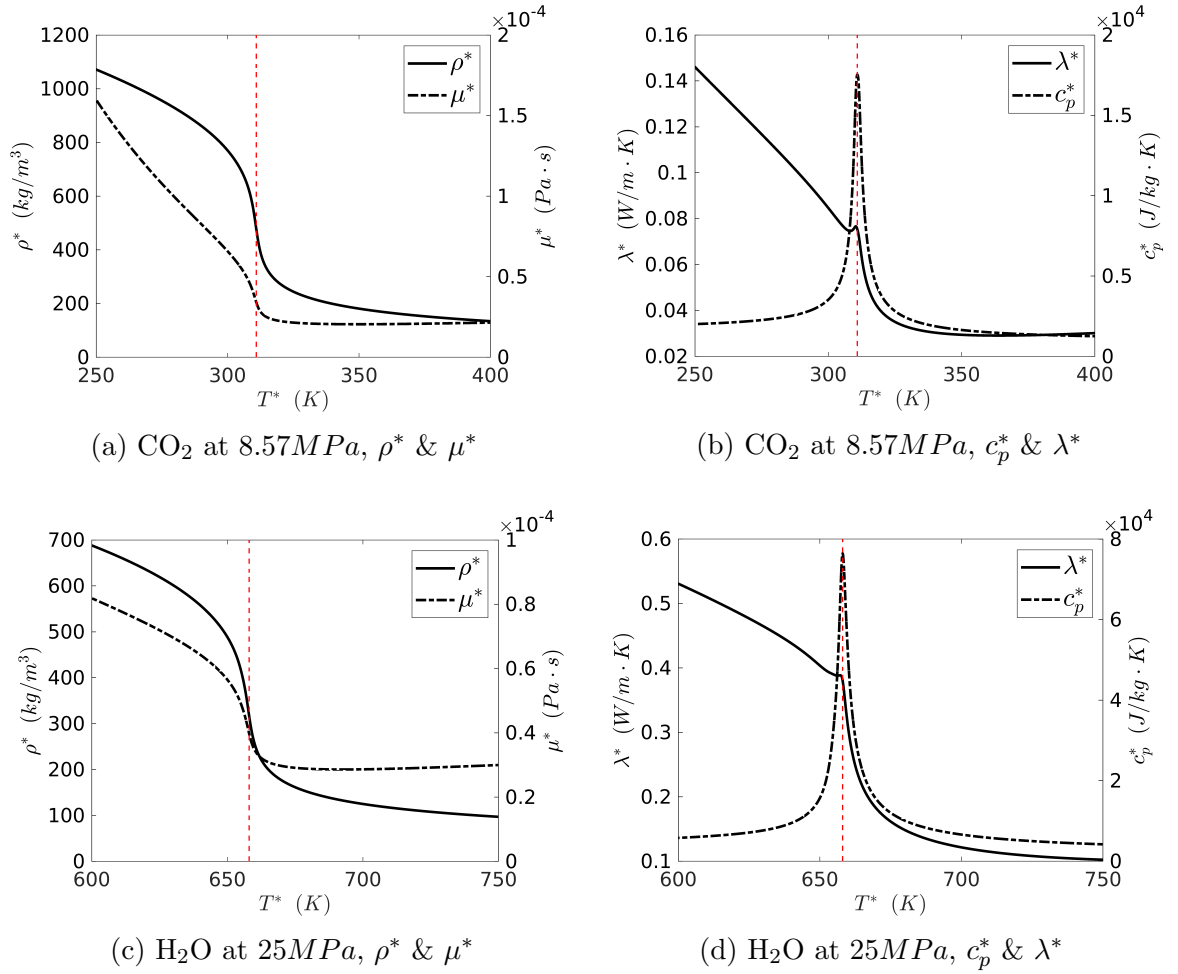 ×10⁻⁴
1200
1000
800
600
400
200
0
ρ* (kg/m³)
2
1.5
1
0.5
0
μ* (Pa · s)
ρ*
μ*
250 300 350 400
T* (K)
(a) CO₂ at 8.57MPa, ρ* & μ*
×10⁴
0.16
0.14
0.12
0.1
0.08
0.06
0.04
0.02
λ* (W/m · K)
2
1.5
1
0.5
0
c*ₚ (J/kg · K)
λ*
c*ₚ
250 300 350 400
T* (K)
(b) CO₂ at 8.57MPa, c*ₚ & λ*
×10⁻⁴
700
600
500
400
300
200
100
0
ρ* (kg/m³)
1
0.8
0.6
0.4
0.2
0
μ* (Pa · s)
ρ*
μ*
600 650 700 750
T* (K)
(c) H₂O at 25MPa, ρ* & μ*
×10⁴
0.6
0.5
0.4
0.3
0.2
0.1
λ* (W/m · K)
8
6
4
2
0
c*ₚ (J/kg · K)
λ*
c*ₚ
600 650 700 750
T* (K)
(d) H₂O at 25MPa, c*ₚ & λ*